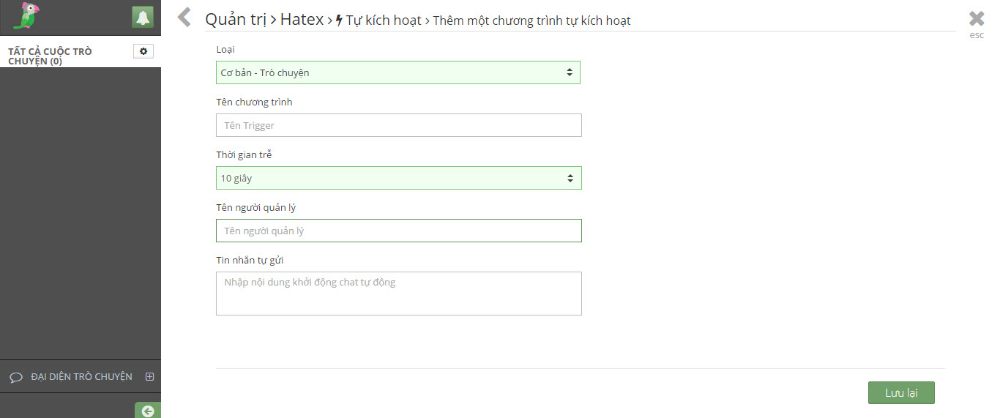 Quản trị > Hatex > Tự kích hoạt > Thêm một chương trình tự kích hoạt
esc
TẤT CẢ CUỘC TRÒ
CHUYỆN (0)
Loại
Cơ bản - Trò chuyện
Tên chương trình
Tên Trigger
Thời gian trễ
10 giây
Tên người quản lý
Tên người quản lý
Tin nhắn tự gửi
Nhập nội dung khởi động chat tự động
ĐẠI DIỆN TRÒ CHUYỆN
Lưu lại